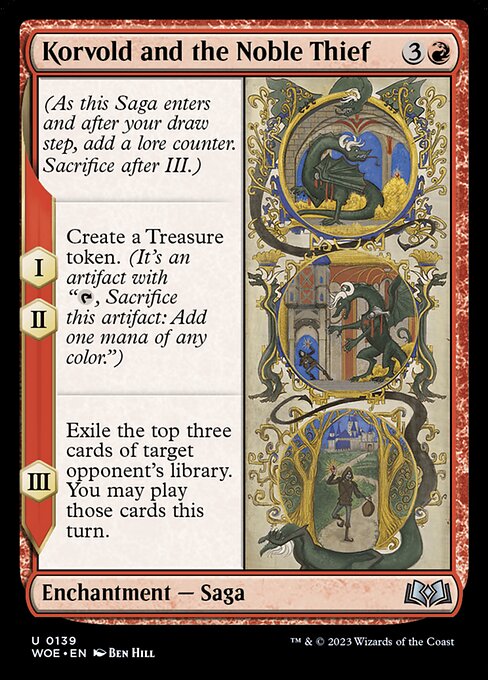 Korvold and the Noble Thief 3
(As this Saga enters
and after your draw
step, add a lore counter.
Sacrifice after III.)
I
II
Create a Treasure
token. (It's an
artifact with
", Sacrifice
this artifact: Add
one mana of any
color.")
III
Exile the top three
cards of target
opponent's library.
You may play
those cards this
turn.
Enchantment — Saga
U 0139
WOE • EN Ben Hill
™ & © 2023 Wizards of the Coast